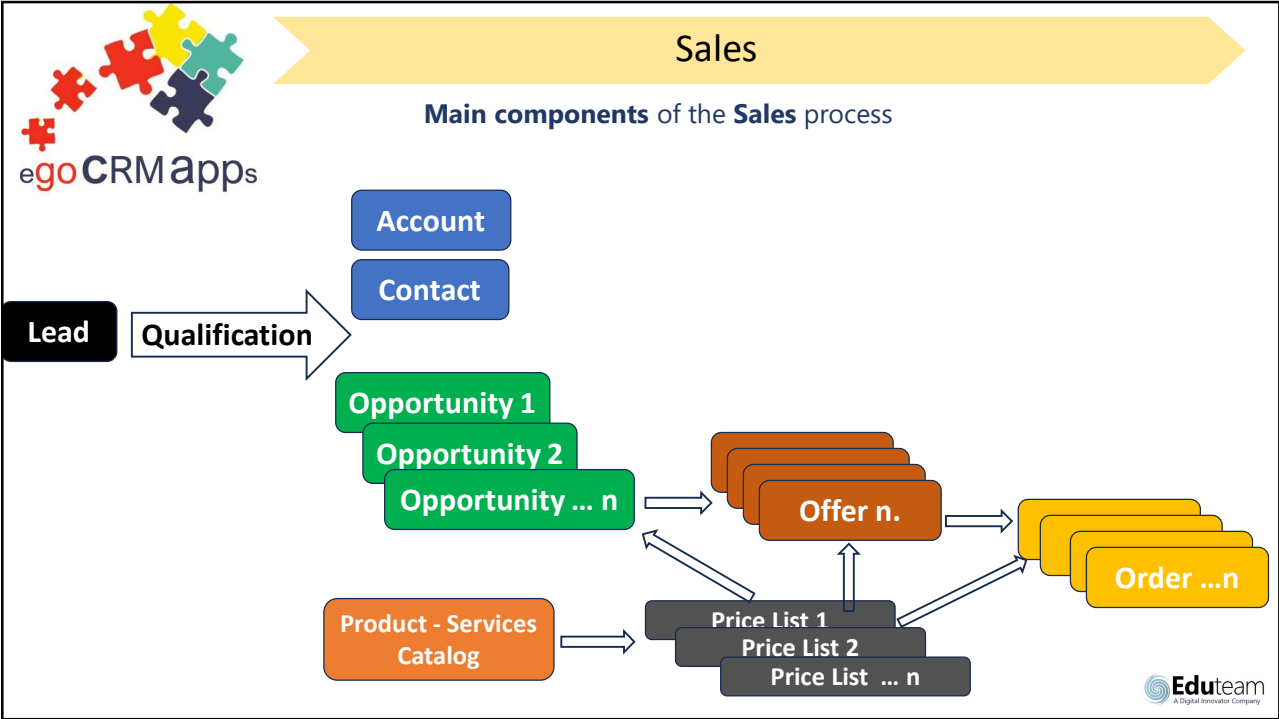 Sales
Main components of the Sales process
egoCRMapps
Account
Contact
Lead
Qualification
Opportunity 1
Opportunity 2
Opportunity ... n
Offer n.
Order ...n
Product - Services
Catalog
Price List 1
Price List 2
Price List ... n
Eduteam
A Digital Innovator Company